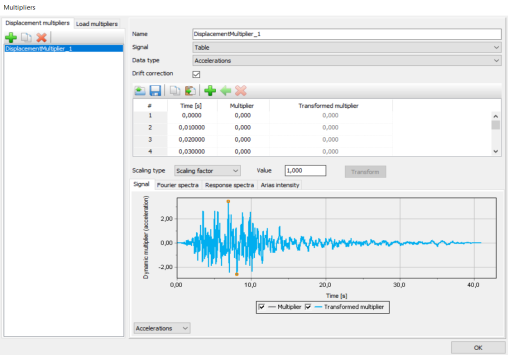 Multipliers
Displacement multipliers Load multipliers
DisplacementMultiplier_1
Name DisplacementMultiplier_1
Signal Table
Data type Accelerations
Drift correction
# Time [s] Multiplier Transformed multiplier
1 0,0000 0,000 0,000
2 0,010000 0,000 0,000
3 0,020000 0,000 0,000
4 0,030000 0,000 0,000
Scaling type Scaling factor Value 1,000 Transform
Signal Fourier spectra Response spectra Arias intensity
Dynamic multiplier (acceleration)
2,00
0,00
-2,00
0,00 10,0 20,0 30,0 40,0
Time [s]
Multiplier Transformed multiplier
Accelerations
OK